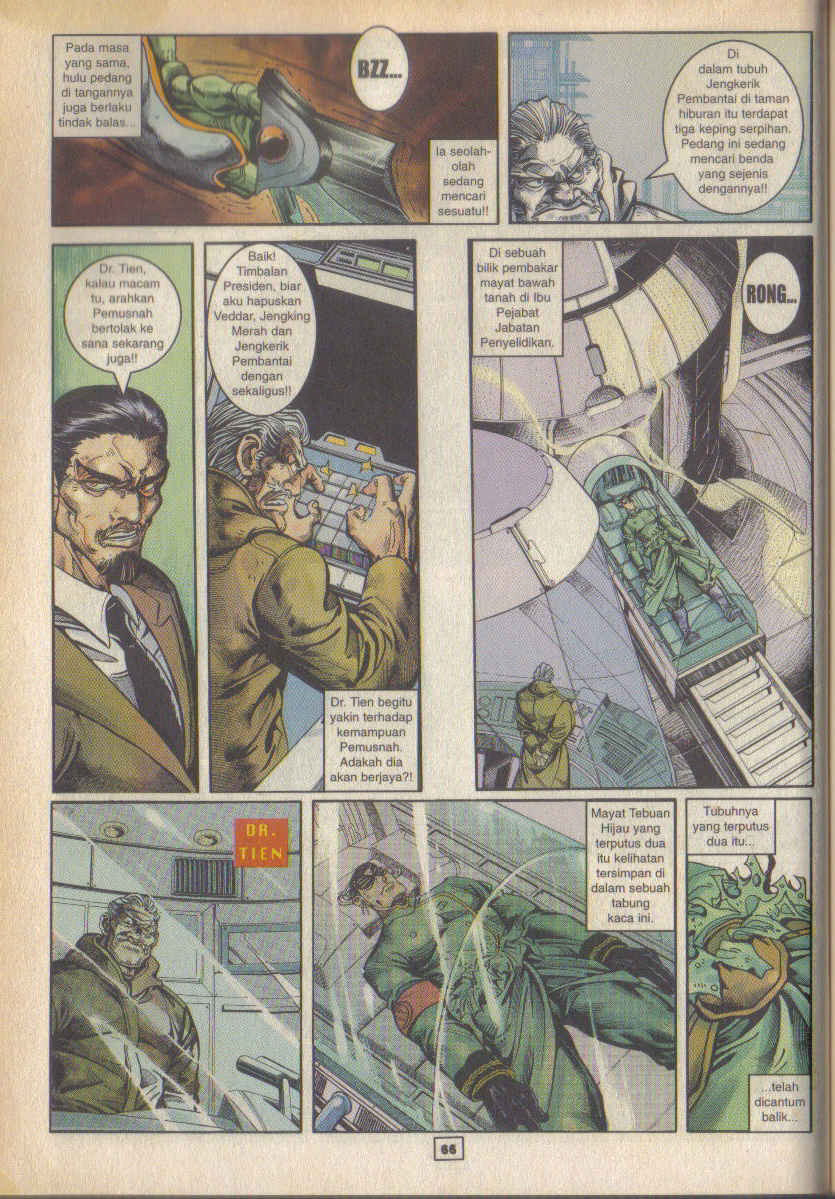 Pada masa
yang sama,
hulu pedang
di tangannya
juga berlaku
tindak balas...
BZZ...
Ia seolah-
olah
sedang
mencari
sesuatu!!
Di
dalam tubuh
Jengkerik
Pembantai di taman
hiburan itu terdapat
tiga keping serpihan.
Pedang ini sedang
mencari benda
yang sejenis
dengannya!!
Dr. Tien,
kalau macam
tu, arahkan
Pemusnah
bertolak ke
sana sekarang
juga!!
Baik!
Timbalan
Presiden, biar
aku hapuskan
Veddar, Jengking
Merah dan
Jengkerik
Pembantai
dengan
sekaligus!!
Dr. Tien begitu
yakin terhadap
kemampuan
Pemusnah.
Adakah dia
akan berjaya?!
Di sebuah
bilik pembakar
mayat bawah
tanah di Ibu
Pejabat
Jabatan
Penyelidikan.
RONG...
DR.
TIEN
Mayat Tebuan
Hijau yang
terputus dua
itu kelihatan
tersimpan di
dalam sebuah
tabung
kaca ini.
Tubuhnya
yang terputus
dua itu...
...telah
dicantum
balik...
66